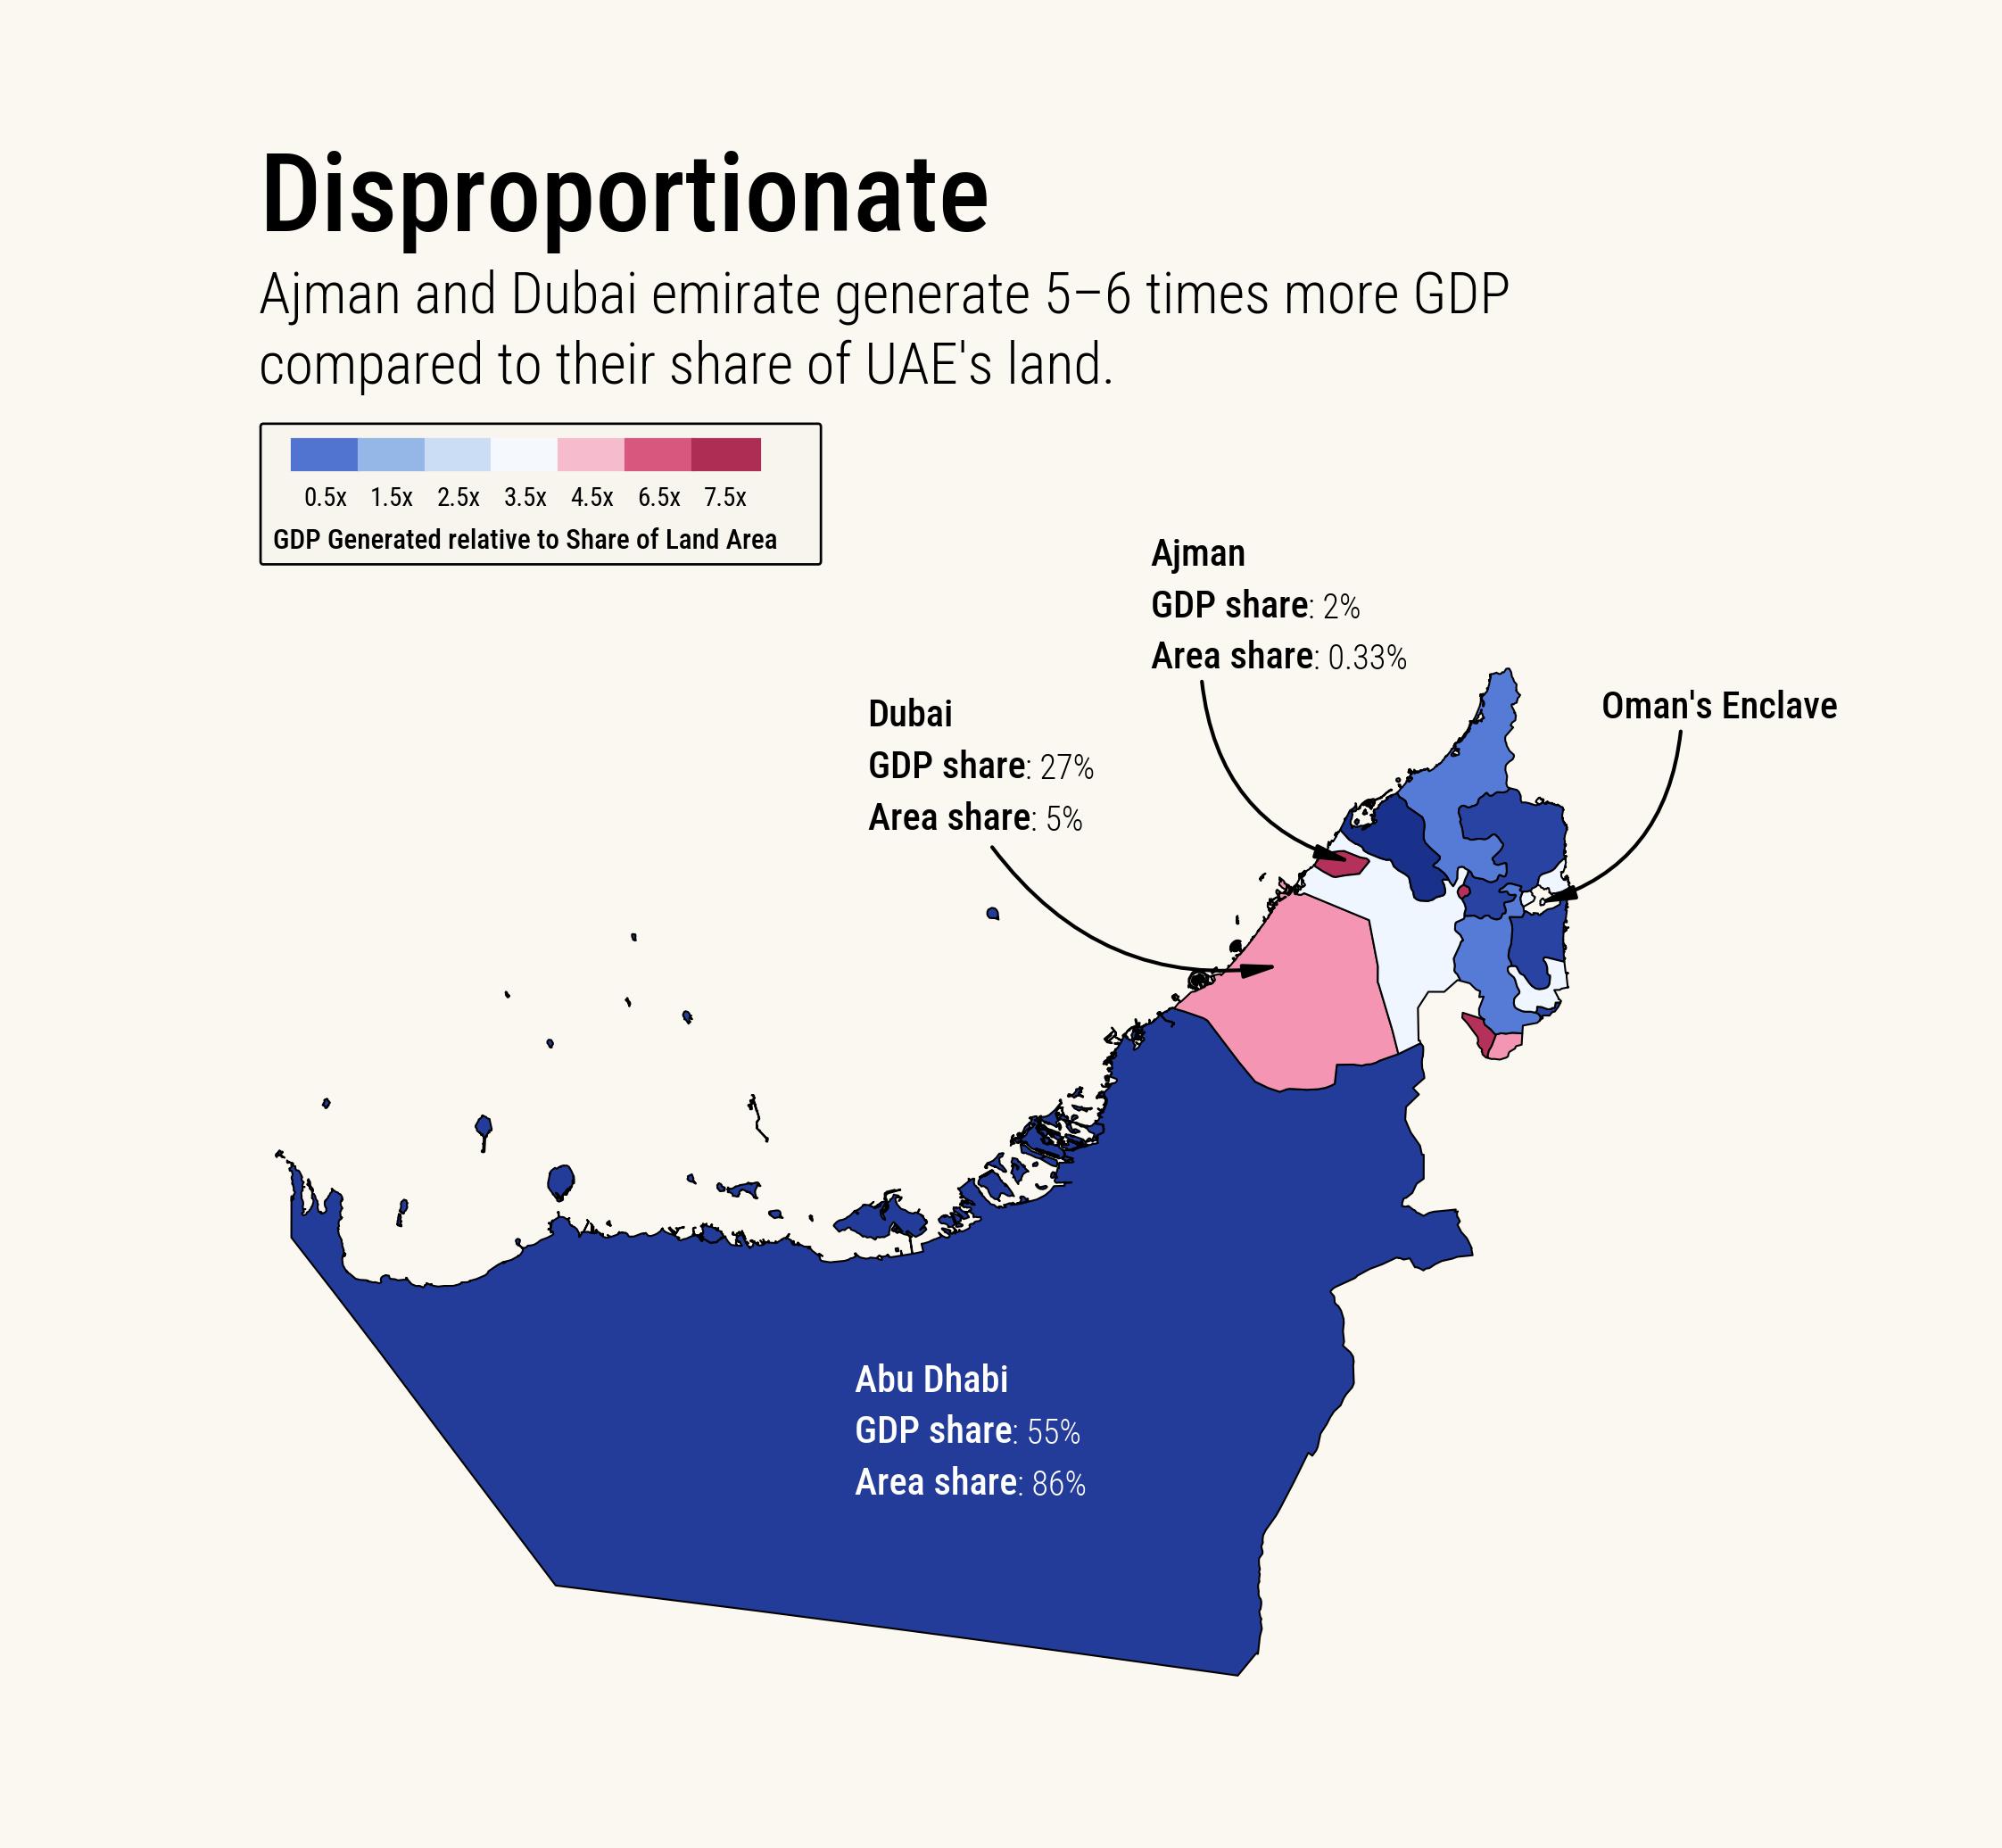 Disproportionate
Ajman and Dubai emirate generate 5–6 times more GDP
compared to their share of UAE's land.
0.5x 1.5x 2.5x 3.5x 4.5x 6.5x 7.5x
GDP Generated relative to Share of Land Area
Ajman
GDP share: 2%
Area share: 0.33%
Oman's Enclave
Dubai
GDP share: 27%
Area share: 5%
Abu Dhabi
GDP share: 55%
Area share: 86%